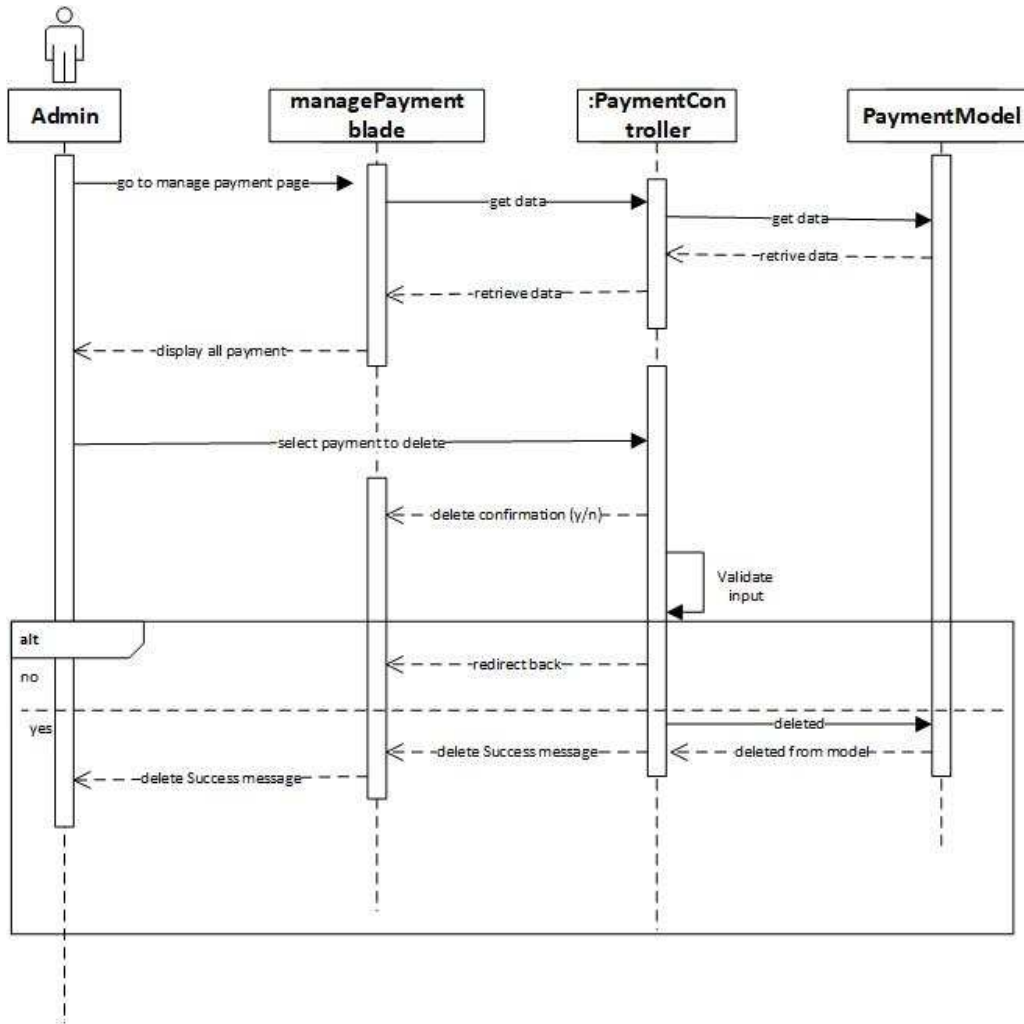 Admin
managePayment
blade
:PaymentCon
troller
PaymentModel
go to manage payment page
get data
get data
retrive data
retrieve data
display all payment
select payment to delete
delete confirmation (y/n)
Validate
input
alt
no
redirect back
yes
deleted
delete Success message
deleted from model
delete Success message